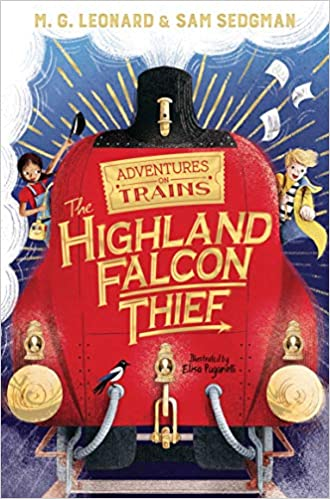 M. G. LEONARD & SAM SEDGMAN
ADVENTURES
ON
TRAINS
The
HIGHLAND
FALCON
THIEF
Illustrated by
Elisa Paganelli